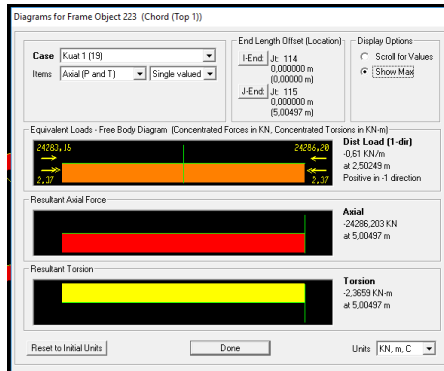 Diagrams for Frame Object 223 (Chord (Top 1))
Case Kuat 1 (19)
Items Axial (P and T) Single valued
End Length Offset (Location)
I-End: Jt: 114
0,000000 m
(0,00000 m)
J-End: Jt: 115
0,000000 m
(5,00497 m)
Display Options
Scroll for Values
Show Max
Equivalent Loads - Free Body Diagram (Concentrated Forces in KN, Concentrated Torsions in KN-m)
24283,15
24286,20
2,37
2,37
Dist Load (1-dir)
-0,61 KN/m
at 2,50249 m
Positive in -1 direction
Resultant Axial Force
Axial
-24286,203 KN
at 5,00497 m
Resultant Torsion
Torsion
-2,3659 KN-m
at 5,00497 m
Reset to Initial Units
Done
Units KN, m, C